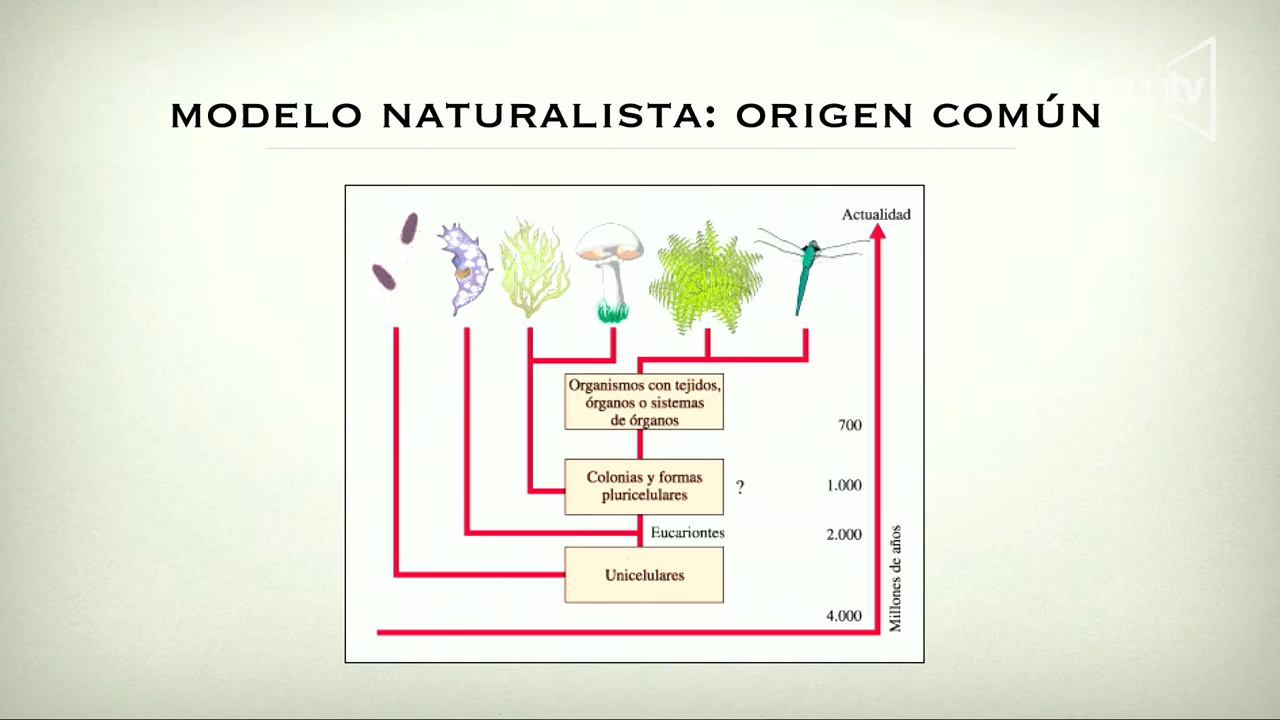 MODELO NATURALISTA: ORIGEN COMÚN
Actualidad
Organismos con tejidos,
órganos o sistemas
de órganos
700
Colonias y formas
pluricelulares
?
1.000
Eucariontes
2.000
Unicelulares
4.000
Millones de años
tv